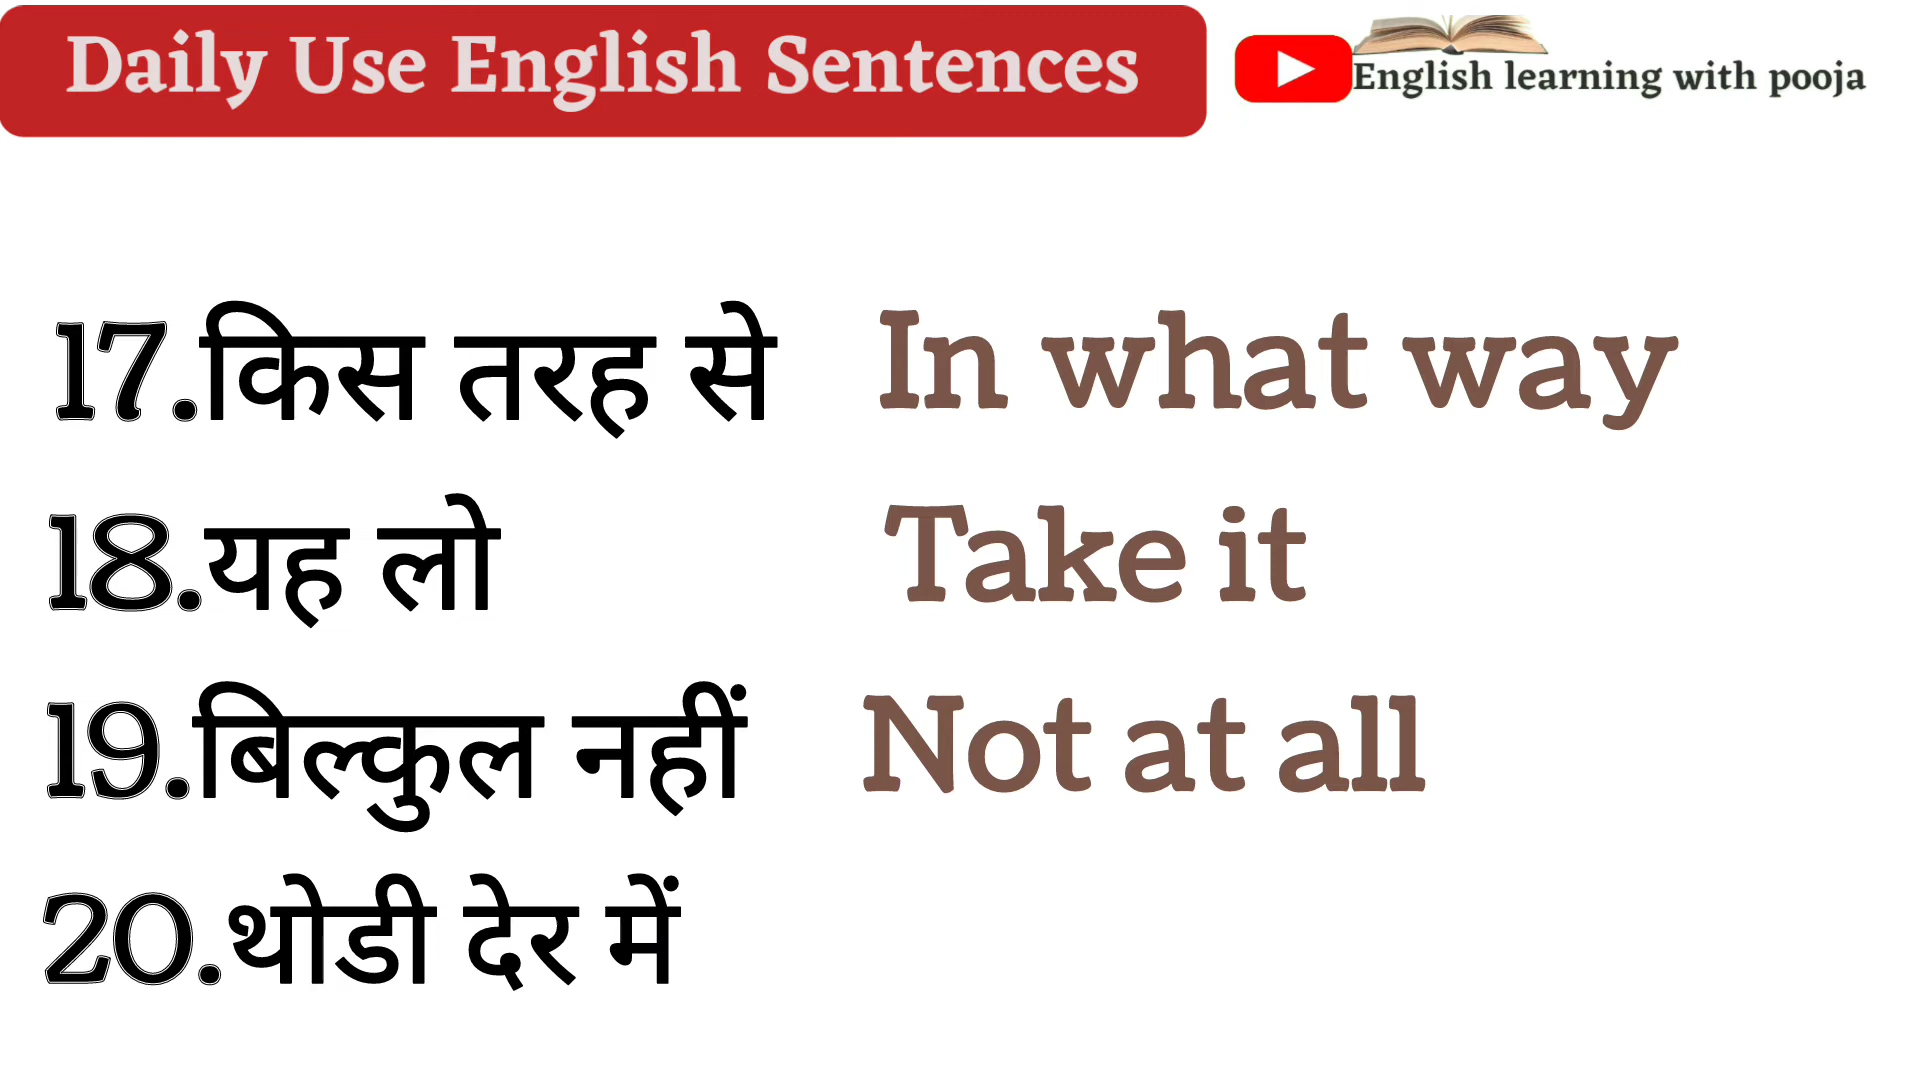 Daily Use English Sentences
English learning with pooja
17.किस तरह से In what way
18.यह लो Take it
19.बिल्कुल नहीं Not at all
20.थोडी देर में